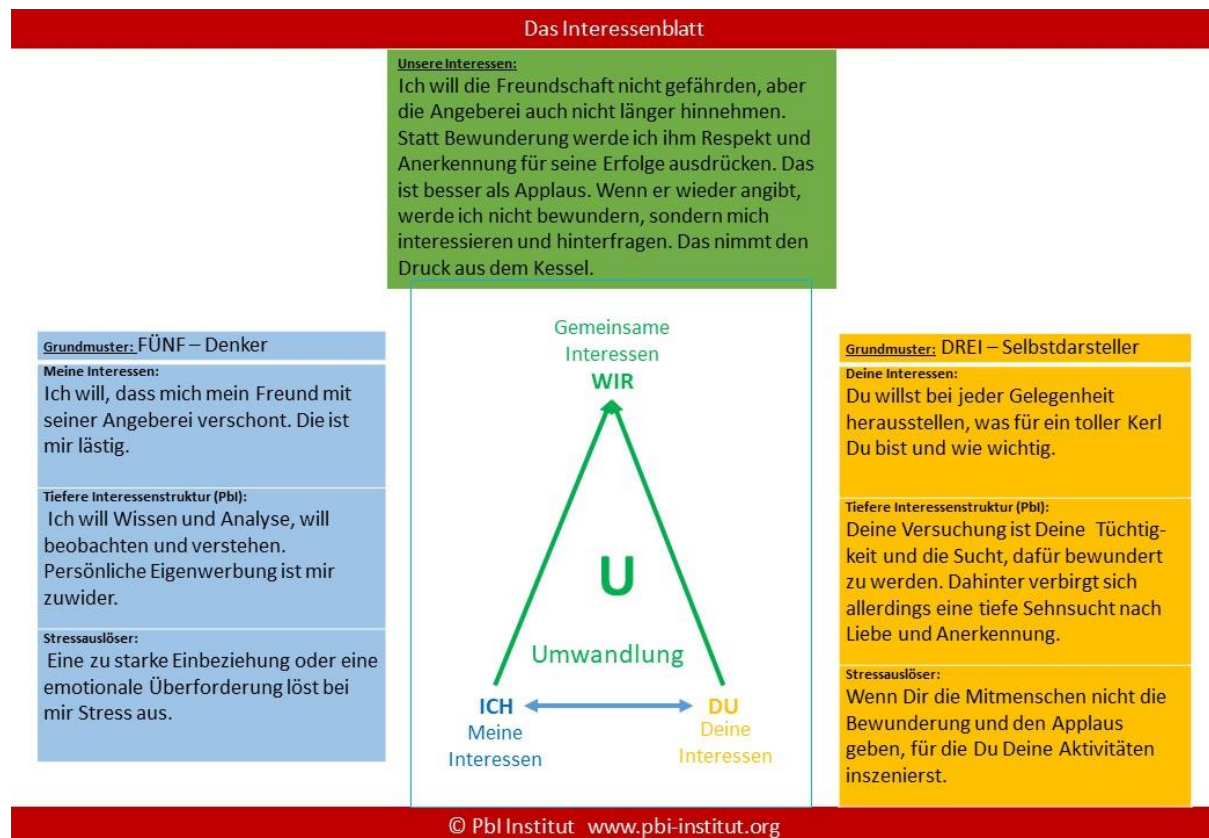 Das Interessenblatt
Unsere Interessen:
Ich will die Freundschaft nicht gefährden, aber
die Angeberei auch nicht länger hinnehmen.
Statt Bewunderung werde ich ihm Respekt und
Anerkennung für seine Erfolge ausdrücken. Das
ist besser als Applaus. Wenn er wieder angibt,
werde ich nicht bewundern, sondern mich
interessieren und hinterfragen. Das nimmt den
Druck aus dem Kessel.
Grundmuster: FÜNF – Denker
Meine Interessen:
Ich will, dass mich mein Freund mit
seiner Angeberei verschont. Die ist
mir lästig.
Tiefere Interessenstruktur (PbI):
Ich will Wissen und Analyse, will
beobachten und verstehen.
Persönliche Eigenwerbung ist mir
zuwider.
Stressauslöser:
Eine zu starke Einbeziehung oder eine
emotionale Überforderung löst bei
mir Stress aus.
Gemeinsame
Interessen
WIR
U
Umwandlung
ICH
Meine
Interessen
DU
Deine
Interessen
Grundmuster: DREI – Selbstdarsteller
Deine Interessen:
Du willst bei jeder Gelegenheit
herausstellen, was für ein toller Kerl
Du bist und wie wichtig.
Tiefere Interessenstruktur (PbI):
Deine Versuchung ist Deine Tüchtig-
keit und die Sucht, dafür bewundert
zu werden. Dahinter verbirgt sich
allerdings eine tiefe Sehnsucht nach
Liebe und Anerkennung.
Stressauslöser:
Wenn Dir die Mitmenschen nicht die
Bewunderung und den Applaus
geben, für die Du Deine Aktivitäten
inszenierst.
© PbI Institut www.pbi-institut.org